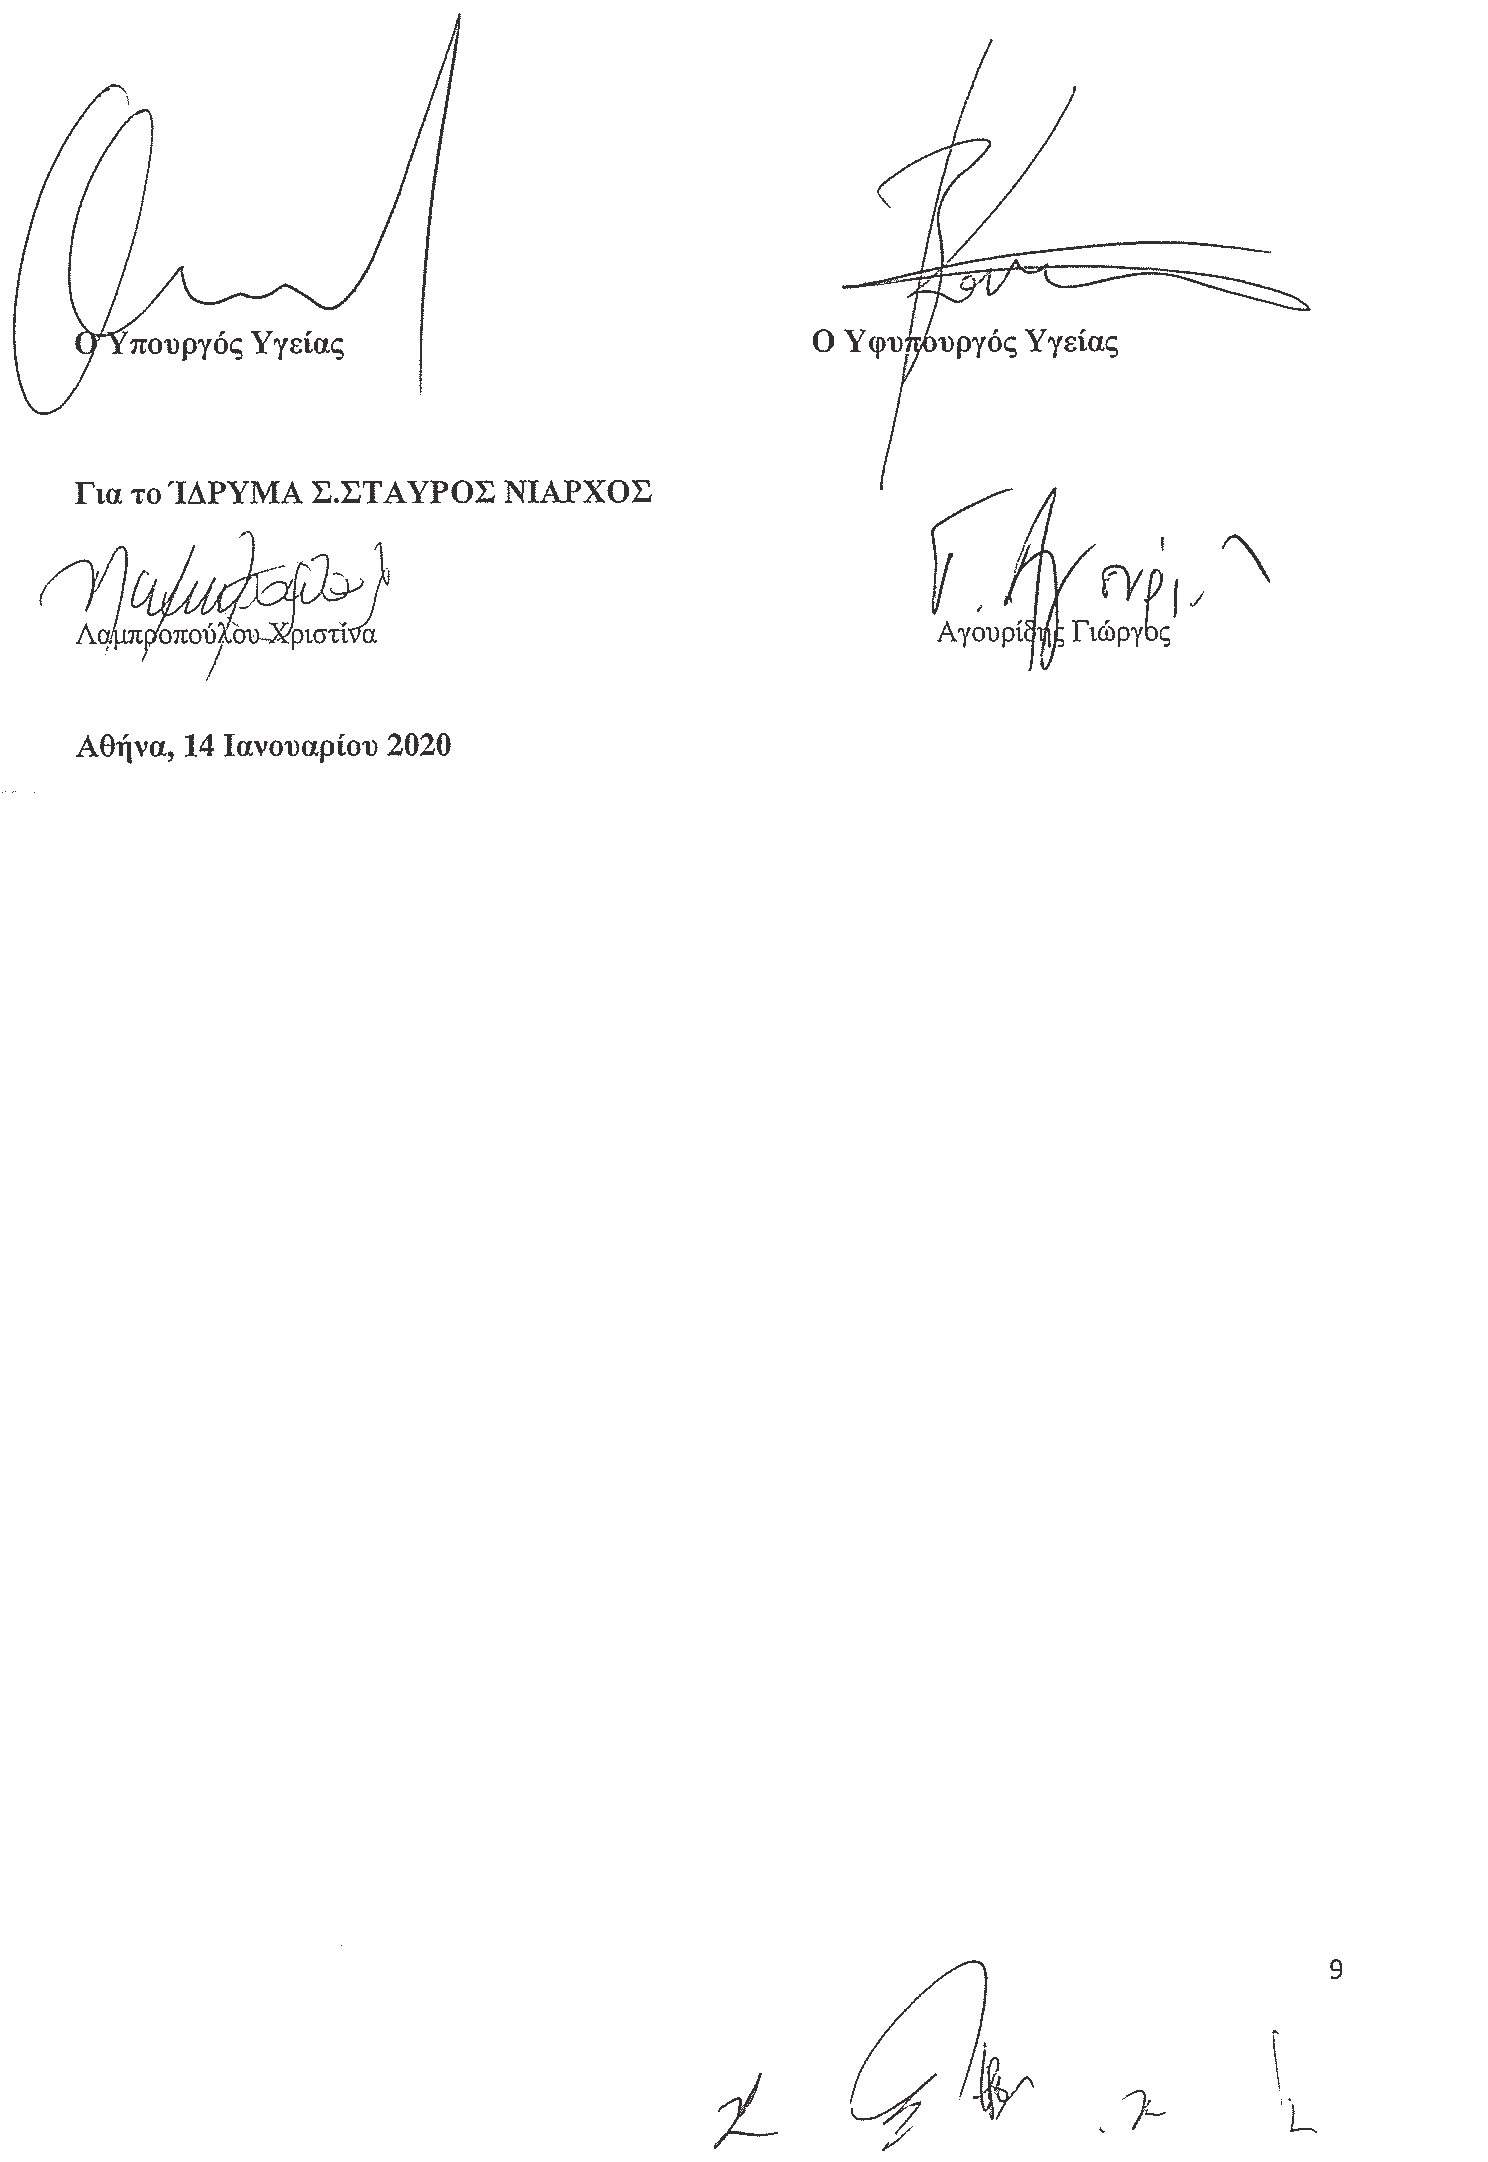 Ο Υπουργός Υγείας
Ο Υφυπουργός Υγείας
Για το ΊΔΡΥΜΑ Σ.ΣΤΑΥΡΟΣ ΝΙΑΡΧΟΣ
Λαμπροπούλου Χριστίνα
Αγουρίδης Γιώργος
Αθήνα, 14 Ιανουαρίου 2020
9